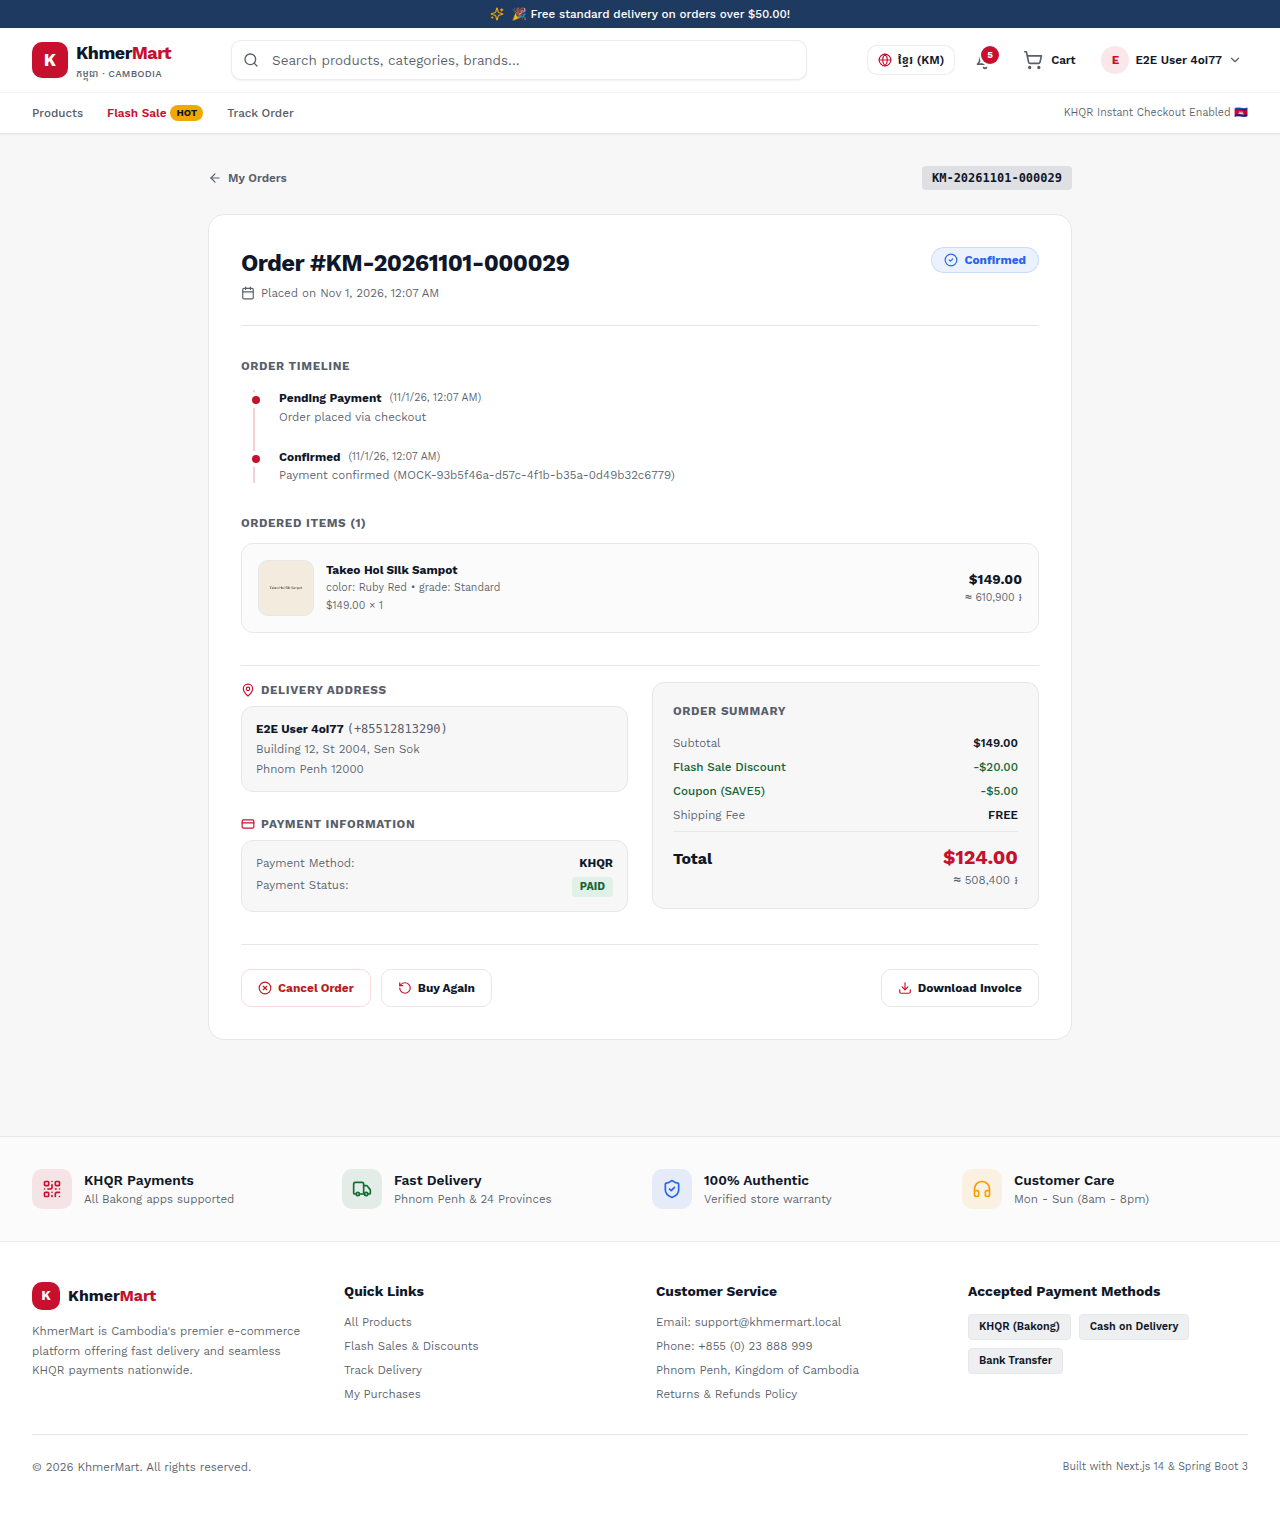 ✨ 🎉 Free standard delivery on orders over $50.00!
K
KhmerMart
កម្ពុជា · CAMBODIA
Search products, categories, brands...
ខ្មែរ (KM)
5
Cart
E
E2E User 4ol77
Products
Flash Sale HOT
Track Order
KHQR Instant Checkout Enabled 🇰🇭
My Orders
KM-20261101-000029
Order #KM-20261101-000029
Confirmed
Placed on Nov 1, 2026, 12:07 AM
ORDER TIMELINE
Pending Payment (11/1/26, 12:07 AM)
Order placed via checkout
Confirmed (11/1/26, 12:07 AM)
Payment confirmed (MOCK-93b5f46a-d57c-4f1b-b35a-0d49b32c6779)
ORDERED ITEMS (1)
Takeo Hol Silk Sampot
Takeo Hol Silk Sampot
color: Ruby Red • grade: Standard
$149.00 × 1
$149.00
≈ 610,900 ៛
DELIVERY ADDRESS
E2E User 4ol77 (+85512813290)
Building 12, St 2004, Sen Sok
Phnom Penh 12000
PAYMENT INFORMATION
Payment Method: KHQR
Payment Status: PAID
ORDER SUMMARY
Subtotal $149.00
Flash Sale Discount -$20.00
Coupon (SAVE5) -$5.00
Shipping Fee FREE
Total $124.00
≈ 508,400 ៛
Cancel Order
Buy Again
Download Invoice
KHQR Payments
All Bakong apps supported
Fast Delivery
Phnom Penh & 24 Provinces
100% Authentic
Verified store warranty
Customer Care
Mon - Sun (8am - 8pm)
K
KhmerMart
KhmerMart is Cambodia's premier e-commerce
platform offering fast delivery and seamless
KHQR payments nationwide.
Quick Links
All Products
Flash Sales & Discounts
Track Delivery
My Purchases
Customer Service
Email: support@khmermart.local
Phone: +855 (0) 23 888 999
Phnom Penh, Kingdom of Cambodia
Returns & Refunds Policy
Accepted Payment Methods
KHQR (Bakong)
Cash on Delivery
Bank Transfer
© 2026 KhmerMart. All rights reserved.
Built with Next.js 14 & Spring Boot 3